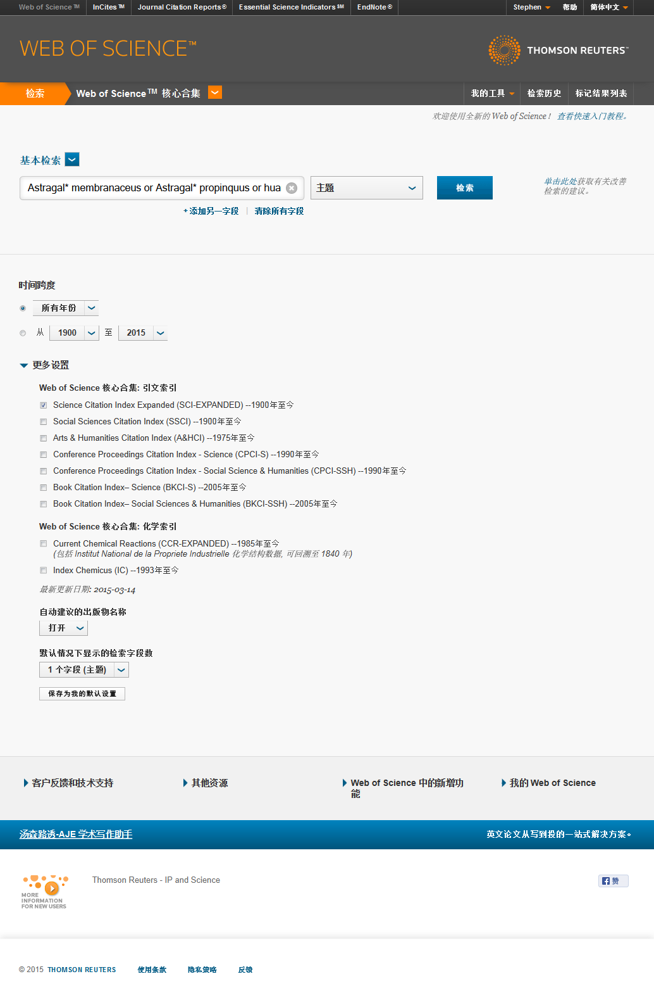 Web of Science™ InCites™ Journal Citation Reports® Essential Science Indicators℠ EndNote® Stephen 帮助 简体中文
WEB OF SCIENCE™
THOMSON REUTERS™
检索 Web of Science™ 核心合集 我的工具 检索历史 标记结果列表
欢迎使用全新的 Web of Science! 查看快速入门教程。
基本检索
Astragal* membranaceus or Astragal* propinquus or hua 主题 检索
单击此处获取有关改善
检索的建议。
+ 添加另一字段 | 清除所有字段
时间跨度
所有年份
从 1900 至 2015
更多设置
Web of Science 核心合集: 引文索引
Science Citation Index Expanded (SCI-EXPANDED) --1900年至今
Social Sciences Citation Index (SSCI) --1900年至今
Arts & Humanities Citation Index (A&HCI) --1975年至今
Conference Proceedings Citation Index - Science (CPCI-S) --1990年至今
Conference Proceedings Citation Index - Social Science & Humanities (CPCI-SSH) --1990年至今
Book Citation Index– Science (BKCI-S) --2005年至今
Book Citation Index– Social Sciences & Humanities (BKCI-SSH) --2005年至今
Web of Science 核心合集: 化学索引
Current Chemical Reactions (CCR-EXPANDED) --1985年至今
(包括 Institut National de la Propriete Industrielle 化学结构数据, 可回溯至 1840 年)
Index Chemicus (IC) --1993年至今
最新更新日期: 2015-03-14
自动建议的出版物名称
打开
默认情况下显示的检索字段数
1 个字段 (主题)
保存为我的默认设置
客户反馈和技术支持 其他资源 Web of Science 中的新增功 我的 Web of Science
能
汤森路透-AJE 学术写作助手 英文论文从写到投的一站式解决方案。
Thomson Reuters - IP and Science 赞
MORE
INFORMATION
FOR NEW USERS
© 2015 THOMSON REUTERS 使用条款 隐私策略 反馈